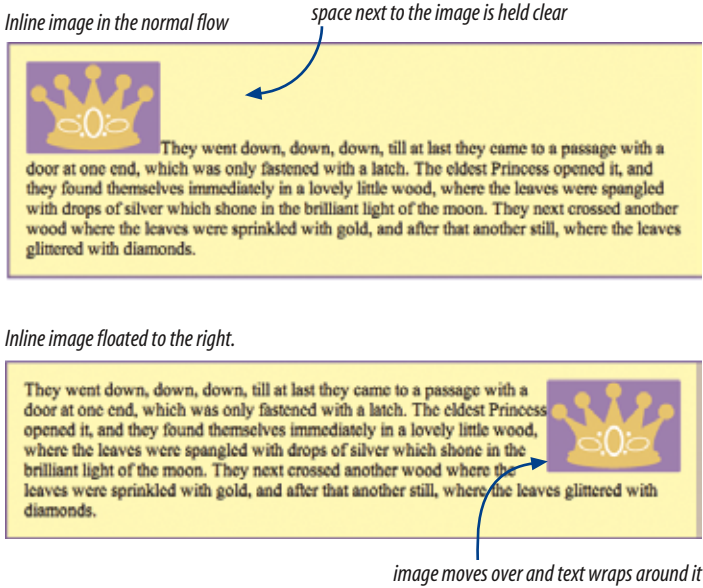 Inline image in the normal flow
space next to the image is held clear
They went down, down, down, till at last they came to a passage with a
door at one end, which was only fastened with a latch. The eldest Princess opened it, and
they found themselves immediately in a lovely little wood, where the leaves were spangled
with drops of silver which shone in the brilliant light of the moon. They next crossed another
wood where the leaves were sprinkled with gold, and after that another still, where the leaves
glittered with diamonds.
Inline image floated to the right.
They went down, down, down, till at last they came to a passage with a
door at one end, which was only fastened with a latch. The eldest Princess
opened it, and they found themselves immediately in a lovely little wood,
where the leaves were spangled with drops of silver which shone in the
brilliant light of the moon. They next crossed another wood where the
leaves were sprinkled with gold, and after that another still, where the leaves glittered with
diamonds.
image moves over and text wraps around it